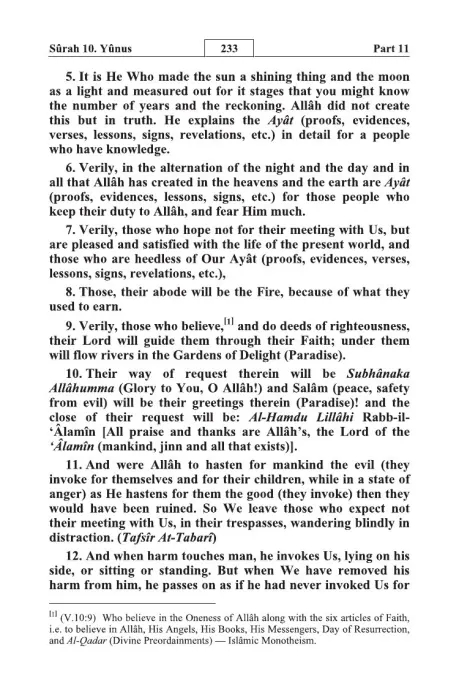 Sûrah 10. Yûnus 233 Part 11
5. It is He Who made the sun a shining thing and the moon
as a light and measured out for it stages that you might know
the number of years and the reckoning. Allâh did not create
this but in truth. He explains the Ayât (proofs, evidences,
verses, lessons, signs, revelations, etc.) in detail for a people
who have knowledge.
6. Verily, in the alternation of the night and the day and in
all that Allâh has created in the heavens and the earth are Ayât
(proofs, evidences, lessons, signs, etc.) for those people who
keep their duty to Allâh, and fear Him much.
7. Verily, those who hope not for their meeting with Us, but
are pleased and satisfied with the life of the present world, and
those who are heedless of Our Ayât (proofs, evidences, verses,
lessons, signs, revelations, etc.),
8. Those, their abode will be the Fire, because of what they
used to earn.
9. Verily, those who believe,[1] and do deeds of righteousness,
their Lord will guide them through their Faith; under them
will flow rivers in the Gardens of Delight (Paradise).
10. Their way of request therein will be Subhânaka
Allâhumma (Glory to You, O Allâh!) and Salâm (peace, safety
from evil) will be their greetings therein (Paradise)! and the
close of their request will be: Al-Hamdu Lillâhi Rabb-il-
‘Âlamîn [All praise and thanks are Allâh’s, the Lord of the
‘Âlamîn (mankind, jinn and all that exists)].
11. And were Allâh to hasten for mankind the evil (they
invoke for themselves and for their children, while in a state of
anger) as He hastens for them the good (they invoke) then they
would have been ruined. So We leave those who expect not
their meeting with Us, in their trespasses, wandering blindly in
distraction. (Tafsîr At-Tabarî)
12. And when harm touches man, he invokes Us, lying on his
side, or sitting or standing. But when We have removed his
harm from him, he passes on as if he had never invoked Us for
[1] (V.10:9) Who believe in the Oneness of Allâh along with the six articles of Faith,
i.e. to believe in Allâh, His Angels, His Books, His Messengers, Day of Resurrection,
and Al-Qadar (Divine Preordainments) — Islâmic Monotheism.